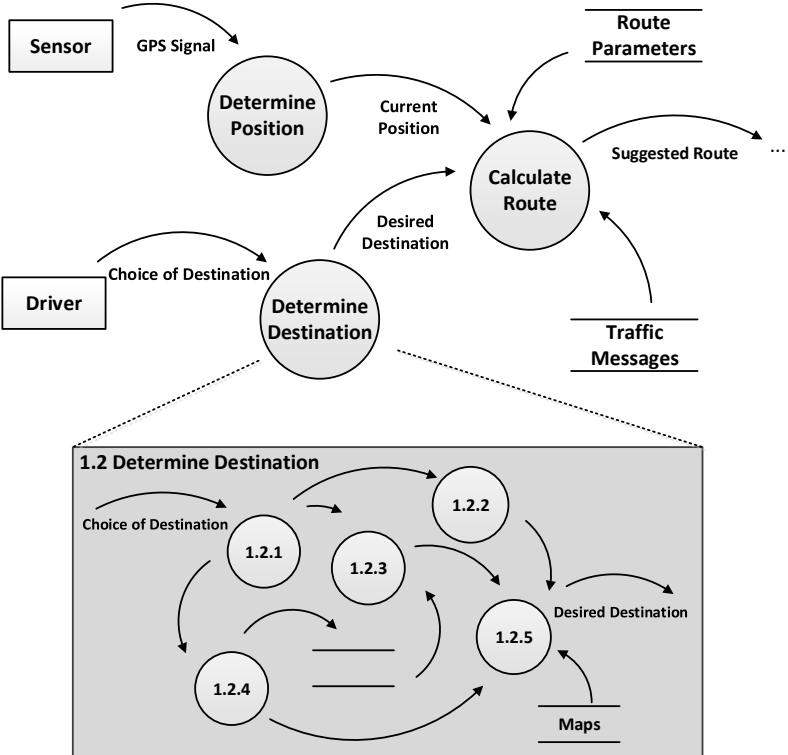 Sensor
GPS Signal
Route
Parameters
Determine
Position
Current
Position
Suggested Route
...
Calculate
Route
Desired
Destination
Choice of Destination
Driver
Determine
Destination
Traffic
Messages
1.2 Determine Destination
Choice of Destination
1.2.1
1.2.2
1.2.3
Desired Destination
1.2.5
1.2.4
Maps